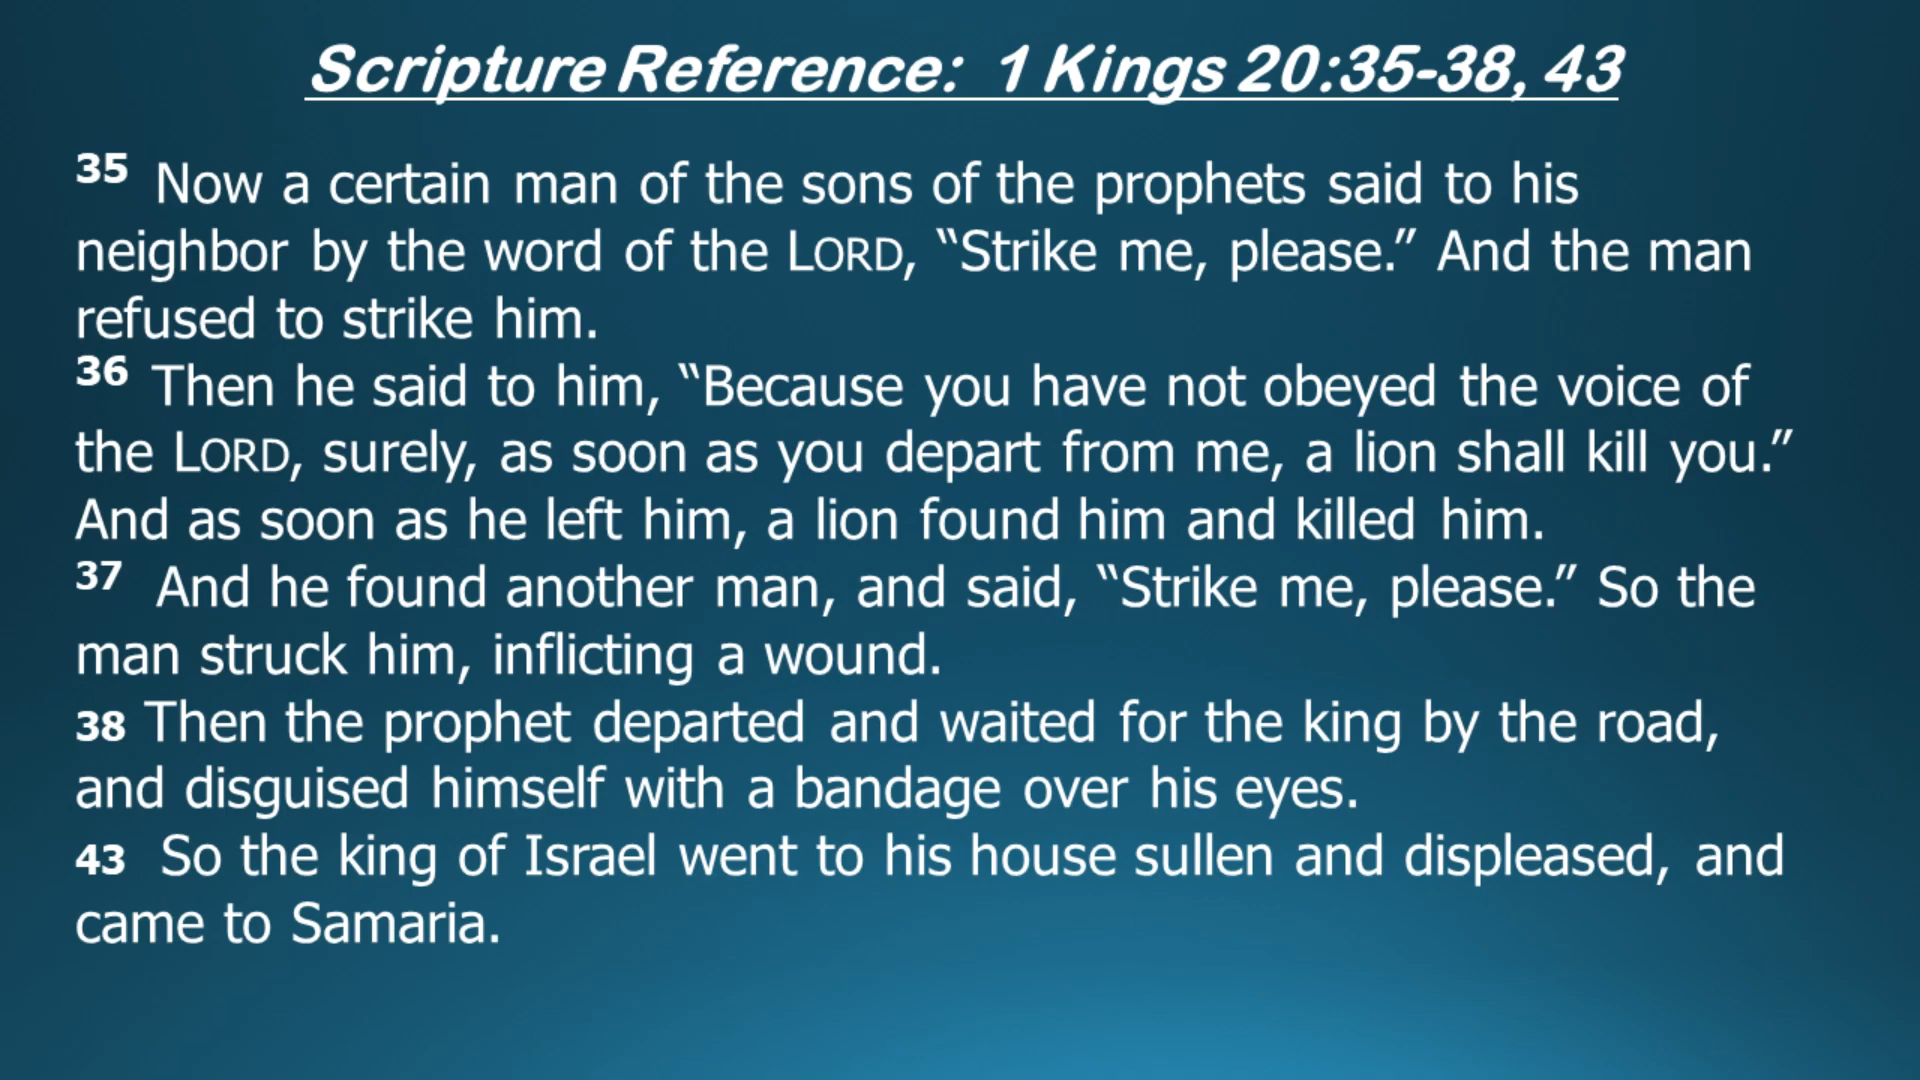 Scripture Reference:  1 Kings 20:35-38, 43
35 Now a certain man of the sons of the prophets said to his
neighbor by the word of the LORD, “Strike me, please.” And the man
refused to strike him.
36 Then he said to him, “Because you have not obeyed the voice of
the LORD, surely, as soon as you depart from me, a lion shall kill you.”
And as soon as he left him, a lion found him and killed him.
37 And he found another man, and said, “Strike me, please.” So the
man struck him, inflicting a wound.
38 Then the prophet departed and waited for the king by the road,
and disguised himself with a bandage over his eyes.
43 So the king of Israel went to his house sullen and displeased, and
came to Samaria.